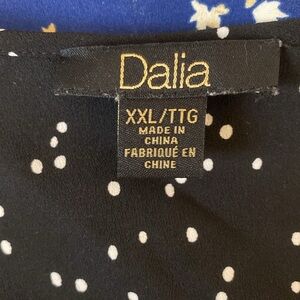 Dalia
XXL/TTG
MADE IN
CHINA
FABRIQUÉ EN
CHINE